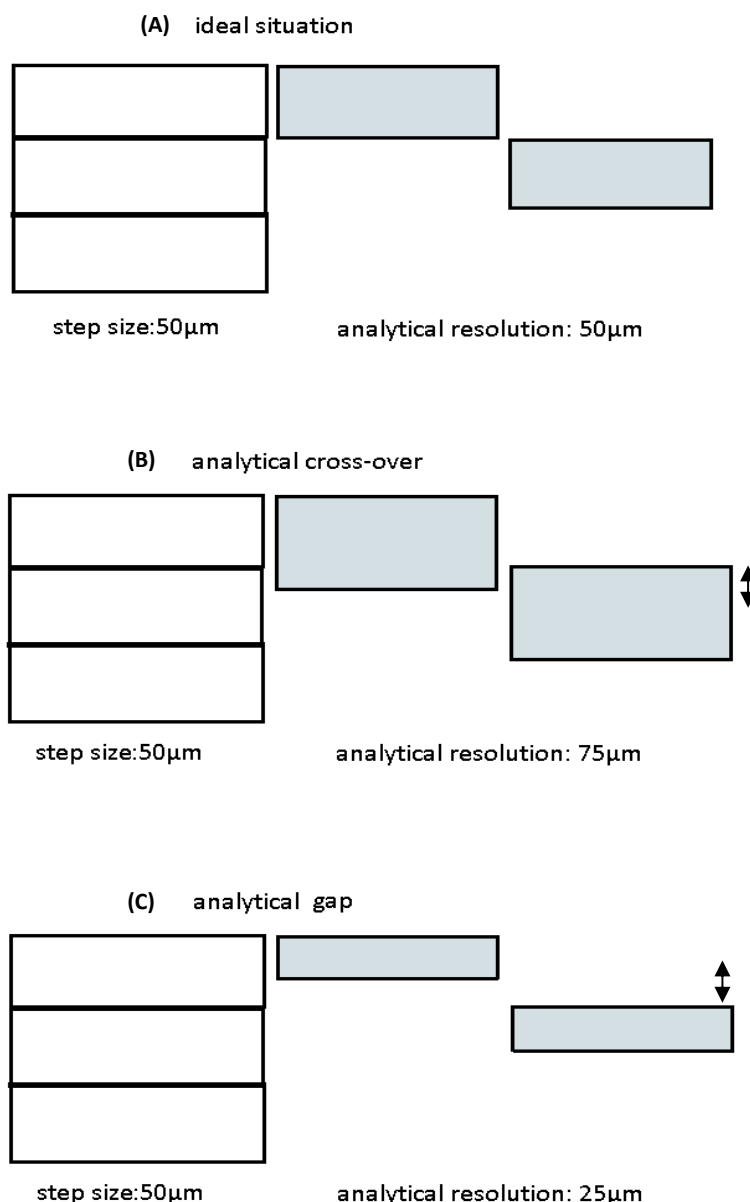 (A) ideal situation
step size:50µm analytical resolution: 50µm
(B) analytical cross-over
step size:50µm analytical resolution: 75µm
(C) analytical gap
step size:50µm analytical resolution: 25µm